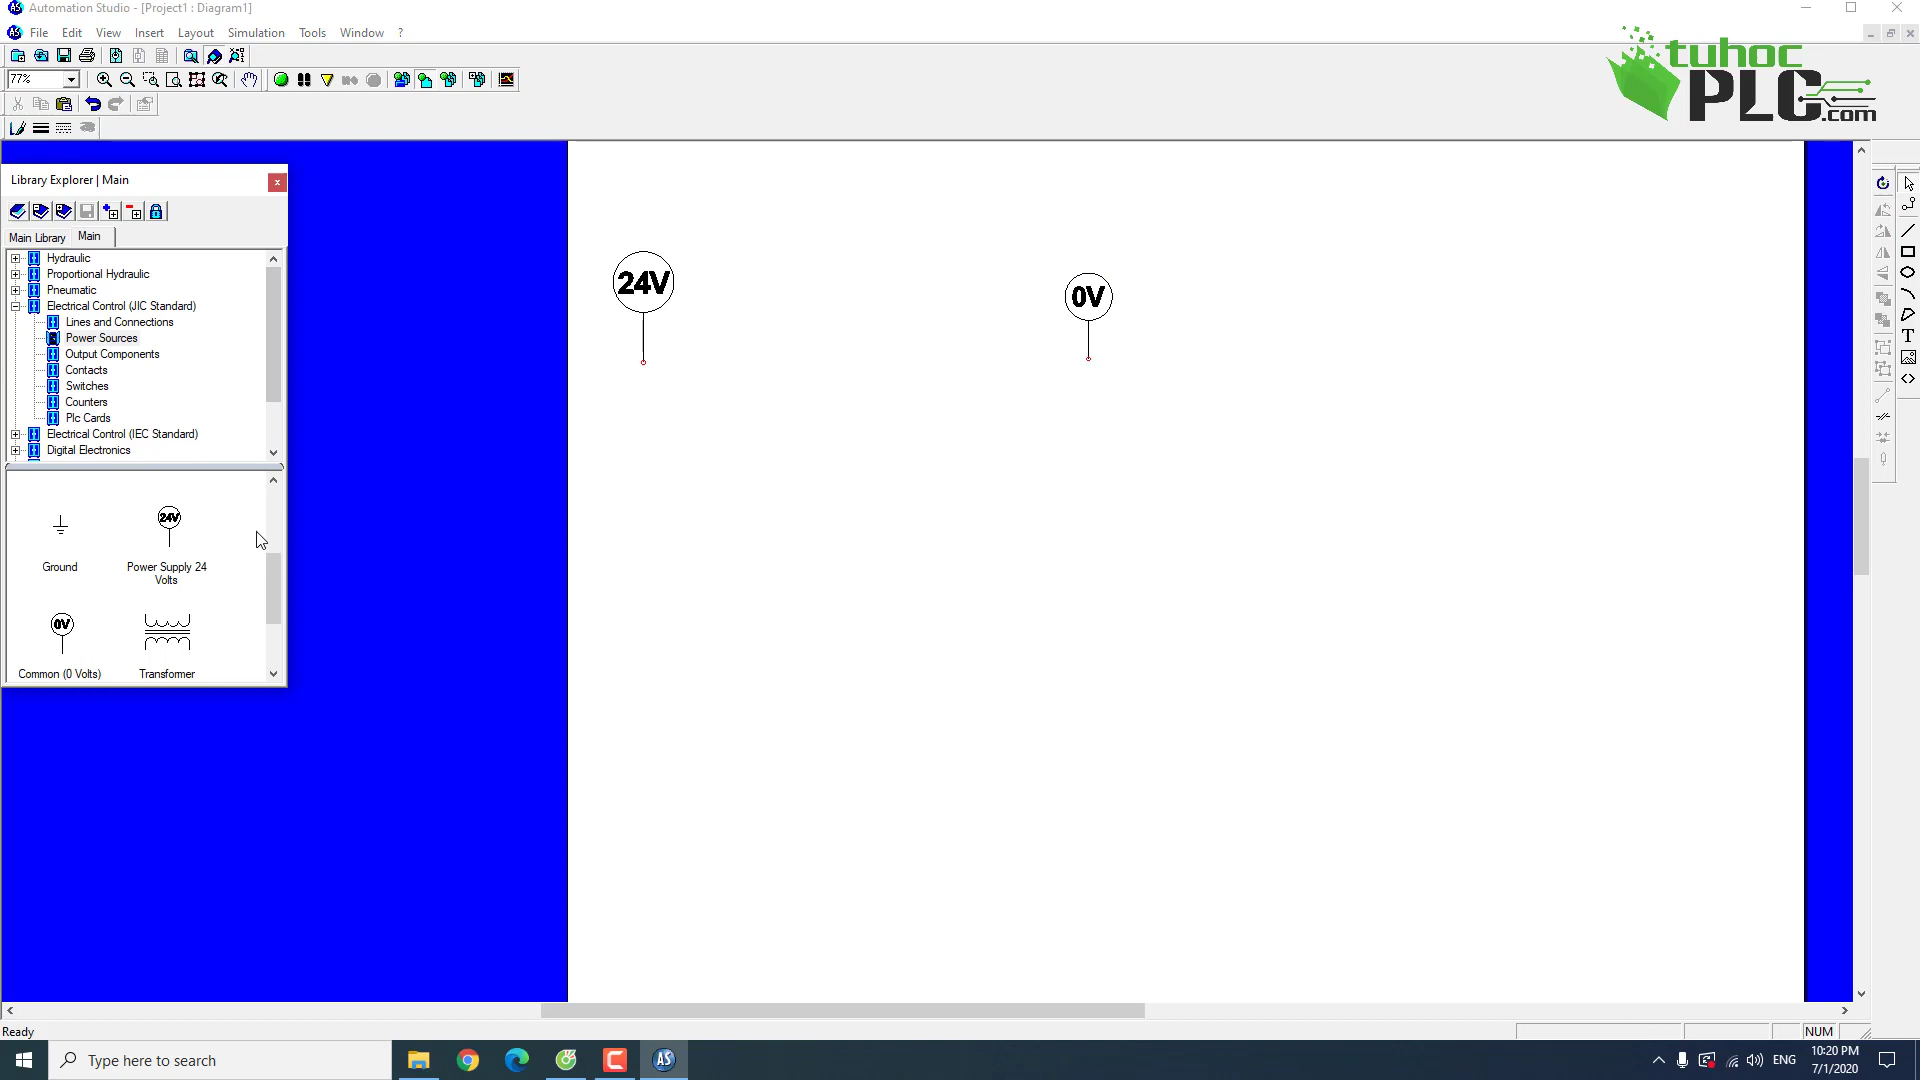 Automation Studio - [Project1 : Diagram1]
File Edit View Insert Layout Simulation Tools Window ?
77%
tuhoc
PLC.com
Library Explorer | Main
Main Library Main
Hydraulic
Proportional Hydraulic
Pneumatic
Electrical Control (JIC Standard)
Lines and Connections
Power Sources
Output Components
Contacts
Switches
Counters
Plc Cards
Electrical Control (IEC Standard)
Digital Electronics
24V
Ground
Power Supply 24
Volts
0V
Common (0 Volts)
Transformer
24V
0V
T
Ready
NUM
Type here to search
AS
ENG
10:20 PM
7/1/2020